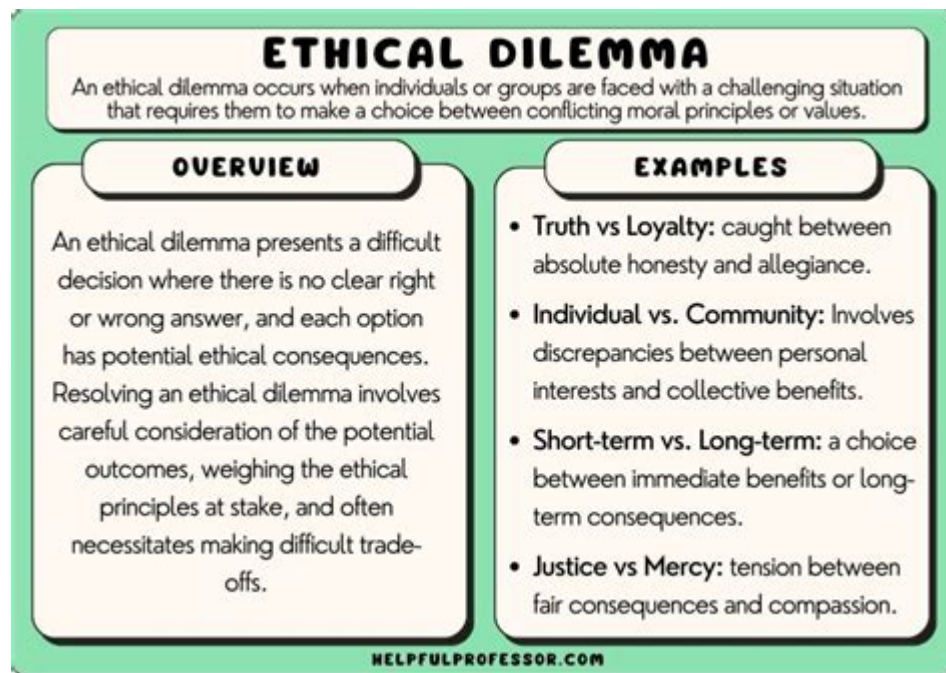 ETHICAL DILEMMA
An ethical dilemma occurs when individuals or groups are faced with a challenging situation
that requires them to make a choice between conflicting moral principles or values.
OVERVIEW
An ethical dilemma presents a difficult
decision where there is no clear right
or wrong answer, and each option
has potential ethical consequences.
Resolving an ethical dilemma involves
careful consideration of the potential
outcomes, weighing the ethical
principles at stake, and often
necessitates making difficult trade-
offs.
EXAMPLES
• Truth vs Loyalty: caught between
absolute honesty and allegiance.
• Individual vs. Community: Involves
discrepancies between personal
interests and collective benefits.
• Short-term vs. Long-term: a choice
between immediate benefits or long-
term consequences.
• Justice vs Mercy: tension between
fair consequences and compassion.
HELPFULPROFESSOR.COM